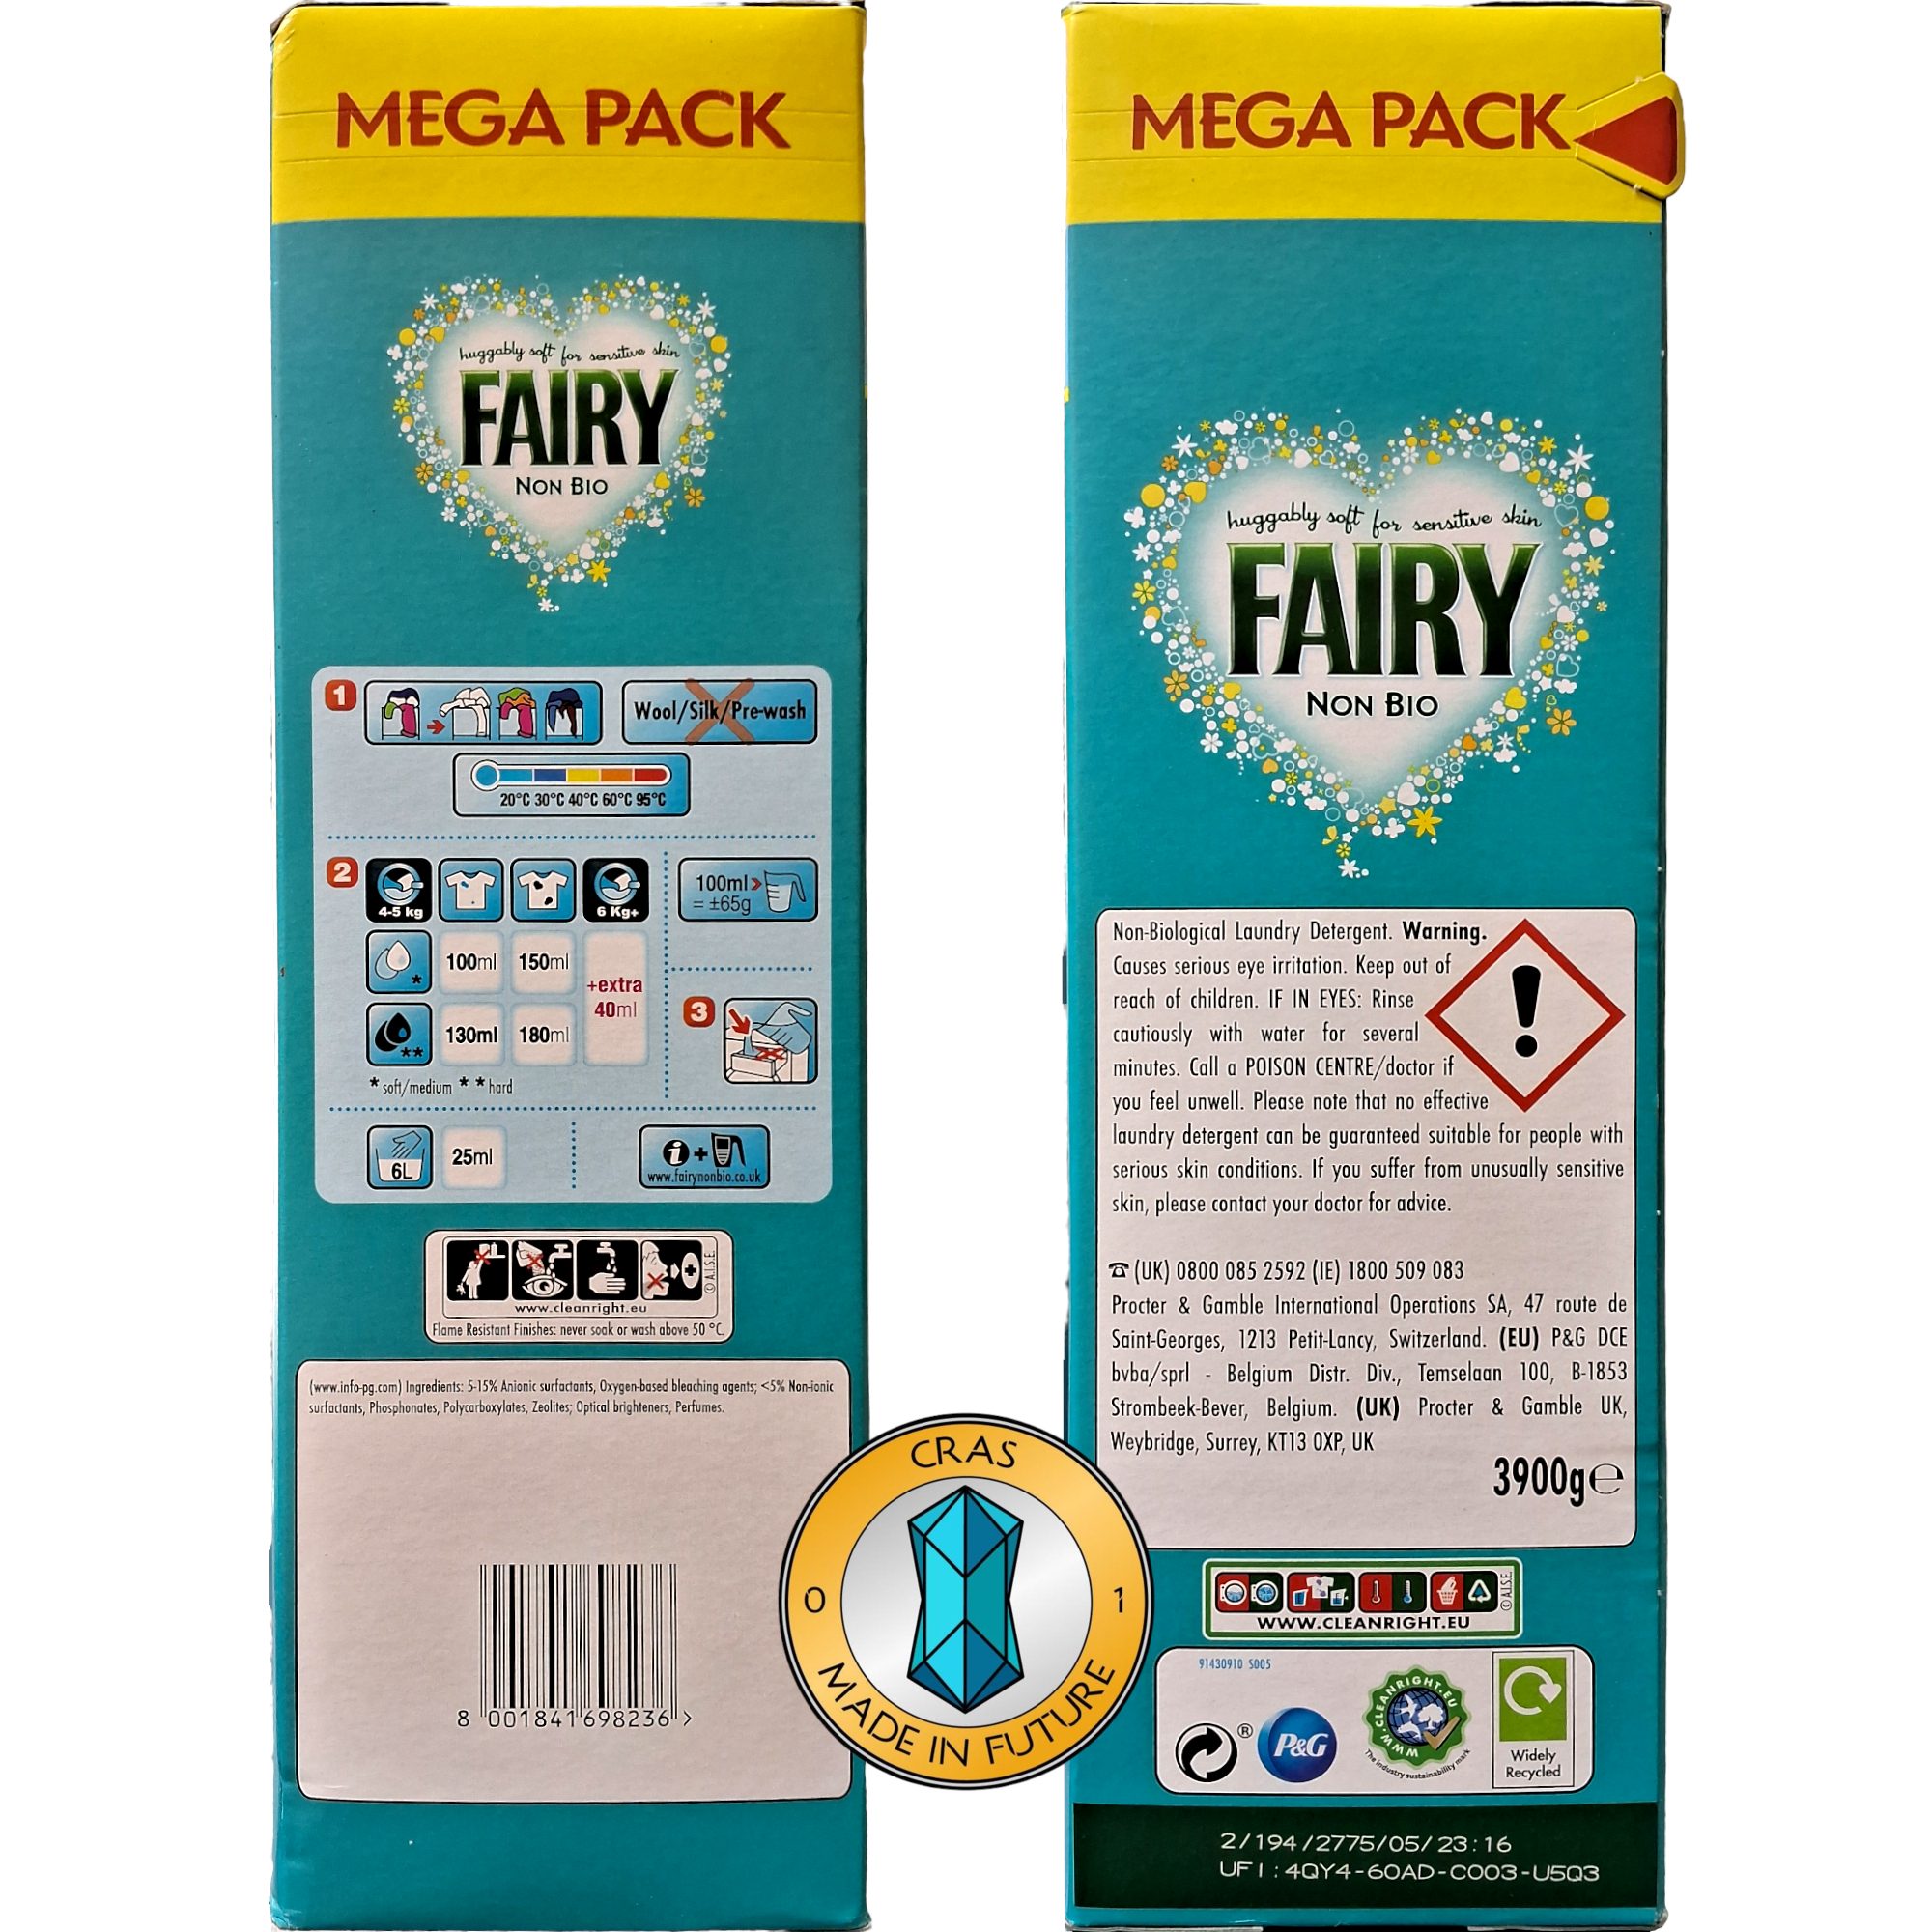 MEGA PACK
huggably soft for sensitive skin
FAIRY
NON BIO
1
Wool/Silk/Pre-wash
20°C 30°C 40°C 60°C 95°C
2
4-5 kg
6 Kg+
100ml
= ±65g
*
100ml
150ml
+extra
40ml
**
130ml
180ml
3
* soft/medium ** hard
6L
25ml
i +
www.fairynonbio.co.uk
© A.I.S.E.
www.cleanright.eu
Flame Resistant Finishes: never soak or wash above 50 °C.
(www.info-pg.com) Ingredients: 5-15% Anionic surfactants, Oxygen-based bleaching agents; <5% Non-ionic
surfactants, Phosphonates, Polycarboxylates, Zeolites; Optical brighteners, Perfumes.
8 001841 698236 >
CRAS
0 1
MADE IN FUTURE
MEGA PACK
huggably soft for sensitive skin
FAIRY
NON BIO
Non-Biological Laundry Detergent. Warning.
Causes serious eye irritation. Keep out of
reach of children. IF IN EYES: Rinse
cautiously with water for several
minutes. Call a POISON CENTRE/doctor if
you feel unwell. Please note that no effective
laundry detergent can be guaranteed suitable for people with
serious skin conditions. If you suffer from unusually sensitive
skin, please contact your doctor for advice.
☎ (UK) 0800 085 2592 (IE) 1800 509 083
Procter & Gamble International Operations SA, 47 route de
Saint-Georges, 1213 Petit-Lancy, Switzerland. (EU) P&G DCE
bvba/sprl - Belgium Distr. Div., Temselaan 100, B-1853
Strombeek-Bever, Belgium. (UK) Procter & Gamble UK,
Weybridge, Surrey, KT13 0XP, UK
3900g ℮
© A.I.S.E.
WWW.CLEANRIGHT.EU
91430910 S005
®
P&G
WWW.CLEANRIGHT.EU
The industry sustainability mark
Widely
Recycled
2/194/2775/05/23:16
UFI:4QY4-60AD-C003-U5Q3